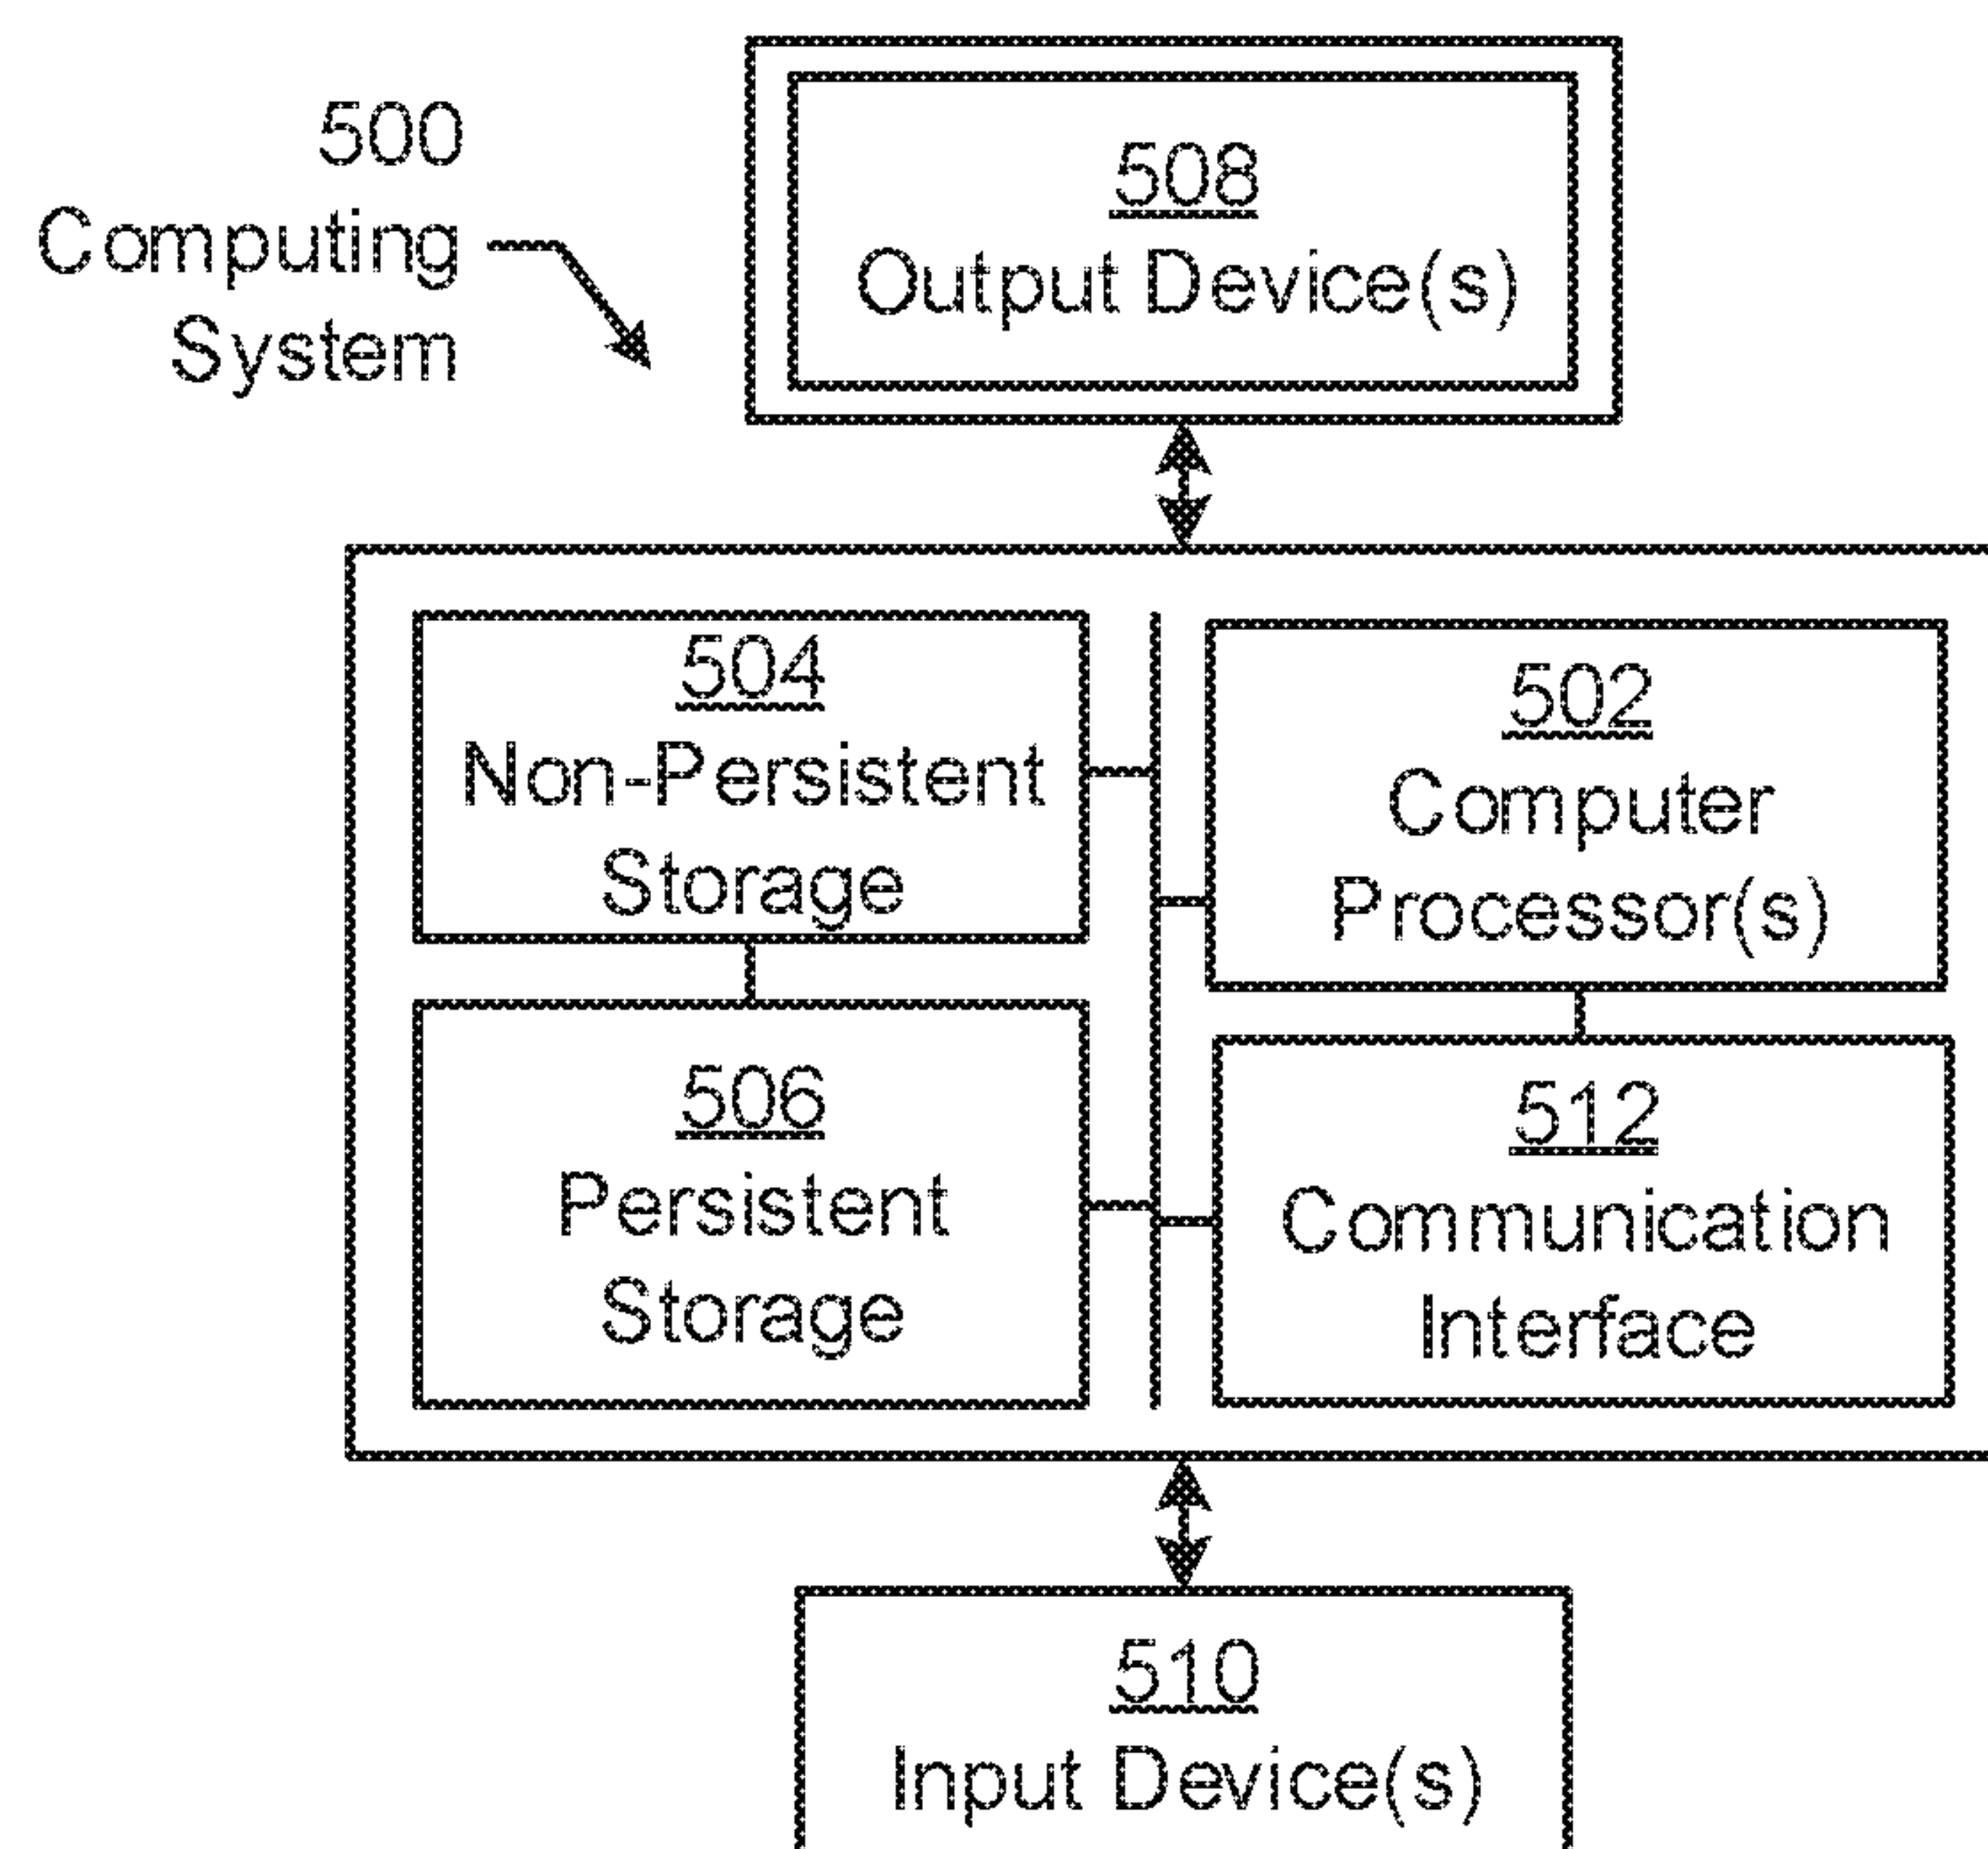 500
Computing
System
508
Output Device(s)
504
Non-Persistent
Storage
502
Computer
Processor(s)
506
Persistent
Storage
512
Communication
Interface
510
Input Device(s)